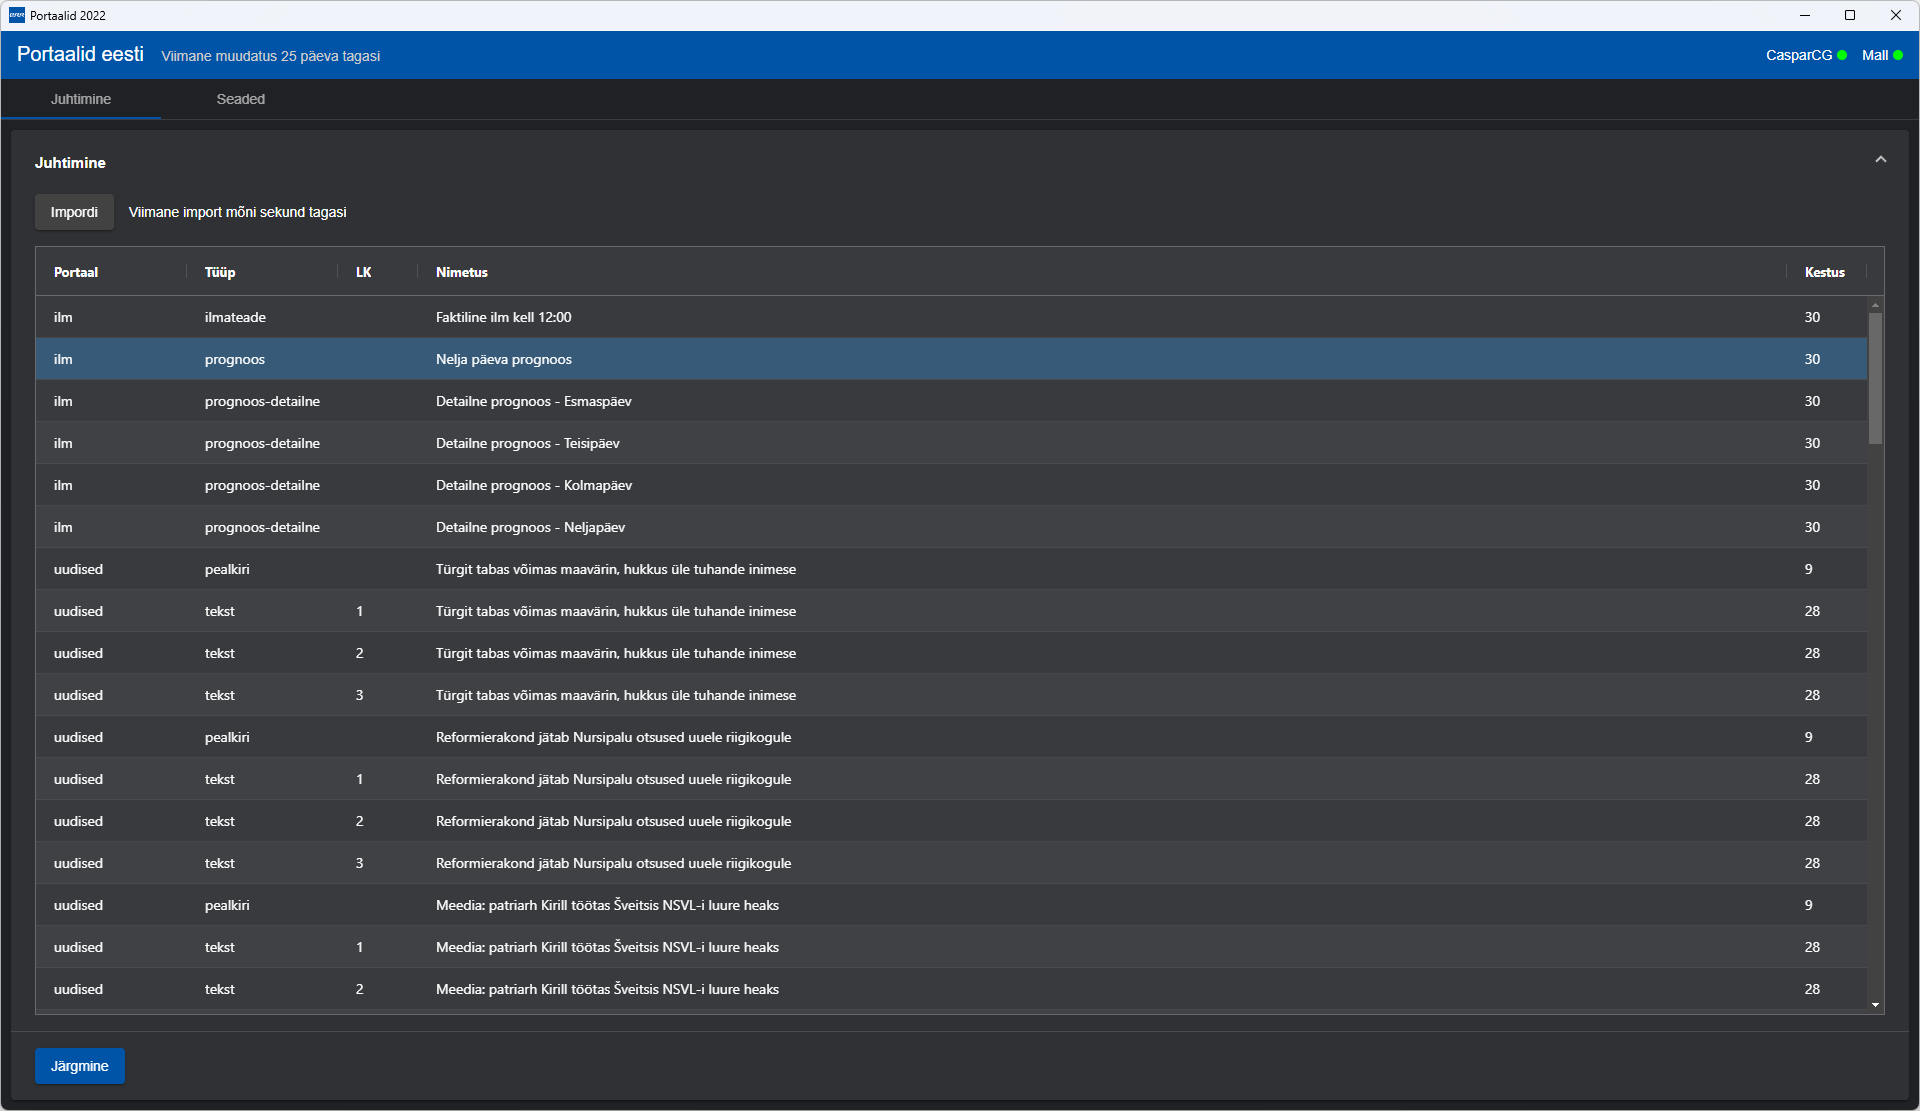 ERR Portaalid 2022
Portaalid eesti Viimane muudatus 25 päeva tagasi CasparCG Mall
Juhtimine Seaded
Juhtimine
Impordi Viimane import mõni sekund tagasi
Portaal Tüüp LK Nimetus Kestus
ilm ilmateade Faktiline ilm kell 12:00 30
ilm prognoos Nelja päeva prognoos 30
ilm prognoos-detailne Detailne prognoos - Esmaspäev 30
ilm prognoos-detailne Detailne prognoos - Teisipäev 30
ilm prognoos-detailne Detailne prognoos - Kolmapäev 30
ilm prognoos-detailne Detailne prognoos - Neljapäev 30
uudised pealkiri Türgit tabas võimas maavärin, hukkus üle tuhande inimese 9
uudised tekst 1 Türgit tabas võimas maavärin, hukkus üle tuhande inimese 28
uudised tekst 2 Türgit tabas võimas maavärin, hukkus üle tuhande inimese 28
uudised tekst 3 Türgit tabas võimas maavärin, hukkus üle tuhande inimese 28
uudised pealkiri Reformierakond jätab Nursipalu otsused uuele riigikogule 9
uudised tekst 1 Reformierakond jätab Nursipalu otsused uuele riigikogule 28
uudised tekst 2 Reformierakond jätab Nursipalu otsused uuele riigikogule 28
uudised tekst 3 Reformierakond jätab Nursipalu otsused uuele riigikogule 28
uudised pealkiri Meedia: patriarh Kirill töötas Šveitsis NSVL-i luure heaks 9
uudised tekst 1 Meedia: patriarh Kirill töötas Šveitsis NSVL-i luure heaks 28
uudised tekst 2 Meedia: patriarh Kirill töötas Šveitsis NSVL-i luure heaks 28
Järgmine